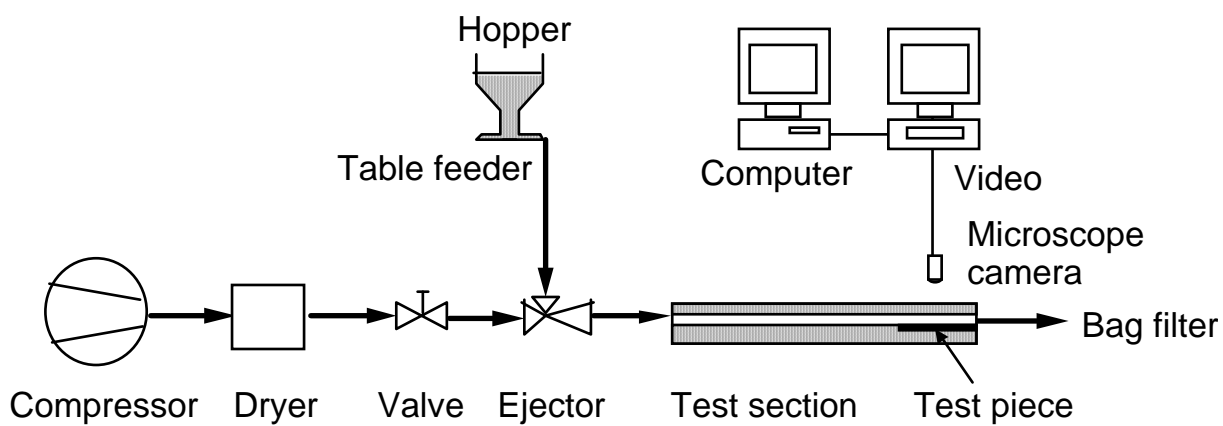 Hopper
Table feeder
Computer
Video
Microscope
camera
Bag filter
Compressor
Dryer
Valve
Ejector
Test section
Test piece